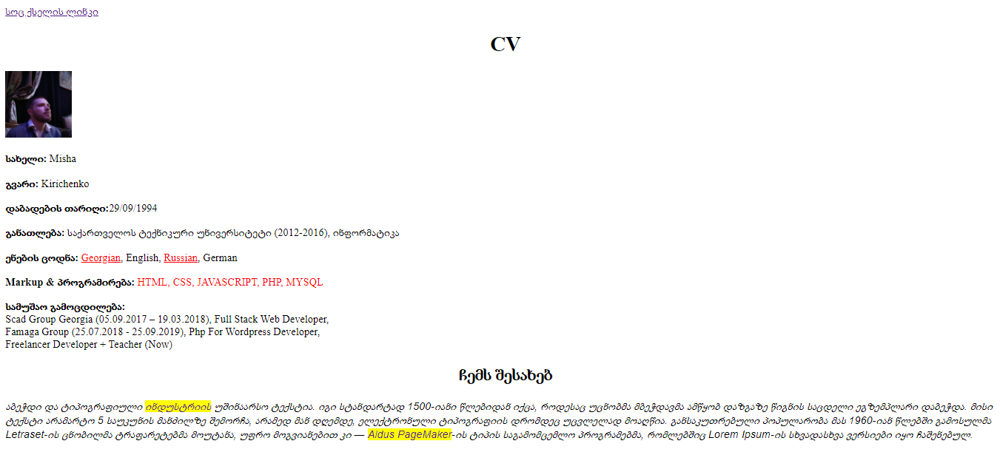 სოც ქსელის ლინკი
CV
სახელი: Misha
გვარი: Kirichenko
დაბადების თარიღი:29/09/1994
განათლება: საქართველოს ტექნიკური უნივერსიტეტი (2012-2016), ინფორმატიკა
ენების ცოდნა: Georgian, English, Russian, German
Markup & პროგრამირება: HTML, CSS, JAVASCRIPT, PHP, MYSQL
სამუშაო გამოცდილება:
Scad Group Georgia (05.09.2017 – 19.03.2018), Full Stack Web Developer,
Famaga Group (25.07.2018 - 25.09.2019), Php For Wordpress Developer,
Freelancer Developer + Teacher (Now)
ჩემს შესახებ
აბეჭდი და ტიპოგრაფიული ინდუსტრიის უშინაარსო ტექსტია. იგი სტანდარტად 1500-იანი წლებიდან იქცა, როდესაც უცნობმა მბეჭდავმა ამწყობ დაზგაზე წიგნის საცდელი ეგზემპლარი დაბეჭდა. მისი
ტექსტი არამარტო 5 საუკუნის მანძილზე შემორჩა, არამედ მან დღემდე, ელექტრონული ტიპოგრაფიის დრომდეც უცვლელად მოაღწია. განსაკუთრებული პოპულარობა მას 1960-იან წლებში გამოსულმა
Letraset-ის ცნობილმა ტრაფარეტებმა მოუტანა, უფრო მოგვიანებით კი — Aldus PageMaker-ის ტიპის საგამომცემლო პროგრამებმა, რომლებშიც Lorem Ipsum-ის სხვადასხვა ვერსიები იყო ჩაშენებულ.